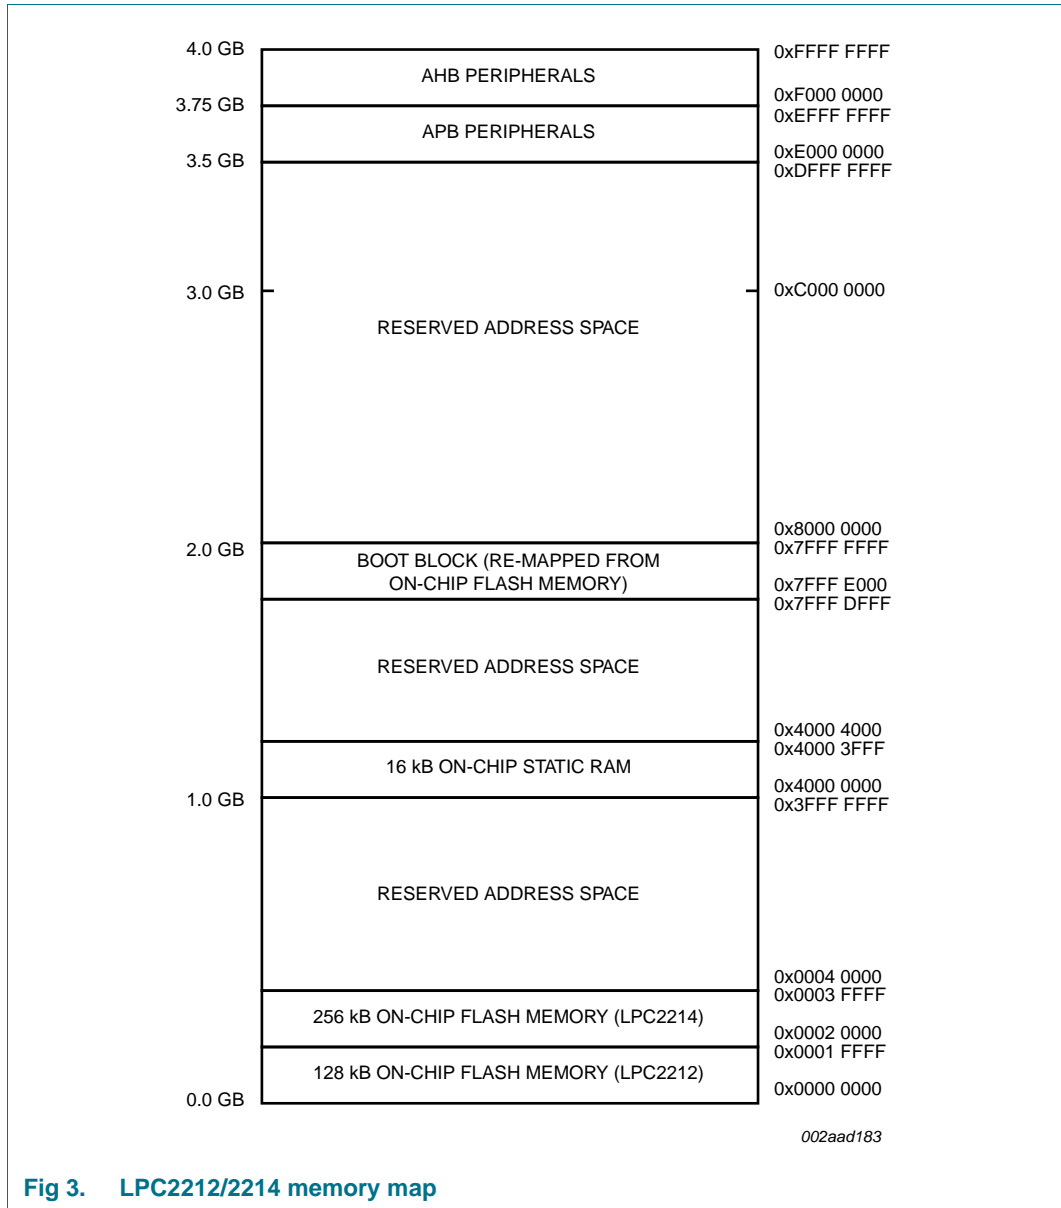 4.0 GB 0xFFFF FFFF
AHB PERIPHERALS
0xF000 0000
3.75 GB 0xEFFF FFFF
APB PERIPHERALS
0xE000 0000
3.5 GB 0xDFFF FFFF
3.0 GB 0xC000 0000
RESERVED ADDRESS SPACE
0x8000 0000
2.0 GB 0x7FFF FFFF
BOOT BLOCK (RE-MAPPED FROM
ON-CHIP FLASH MEMORY) 0x7FFF E000
0x7FFF DFFF
RESERVED ADDRESS SPACE
0x4000 4000
0x4000 3FFF
16 kB ON-CHIP STATIC RAM
0x4000 0000
1.0 GB 0x3FFF FFFF
RESERVED ADDRESS SPACE
0x0004 0000
0x0003 FFFF
256 kB ON-CHIP FLASH MEMORY (LPC2214)
0x0002 0000
0x0001 FFFF
128 kB ON-CHIP FLASH MEMORY (LPC2212)
0x0000 0000
0.0 GB
002aad183
Fig 3. LPC2212/2214 memory map